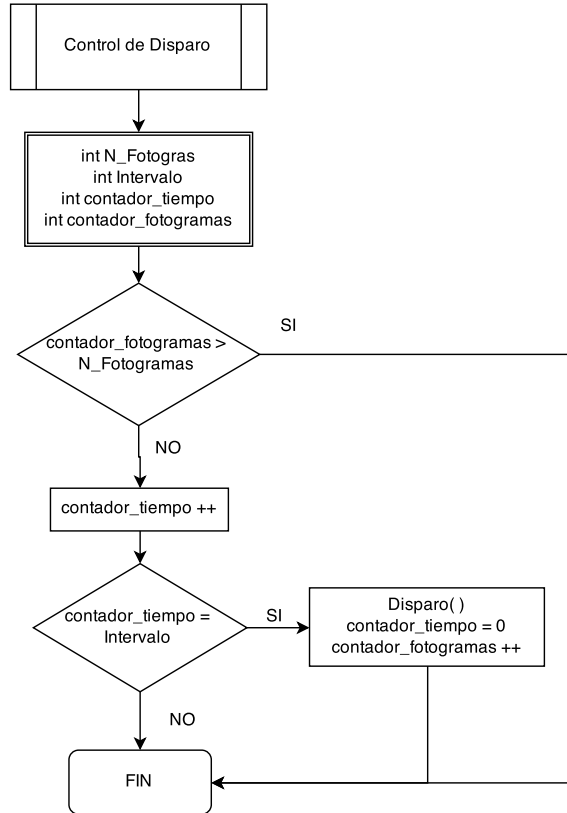 Control de Disparo
int N_Fotogras
int Intervalo
int contador_tiempo
int contador_fotogramas
contador_fotogramas >
N_Fotogramas
SI
NO
contador_tiempo ++
contador_tiempo =
Intervalo
SI
Disparo( )
contador_tiempo = 0
contador_fotogramas ++
NO
FIN